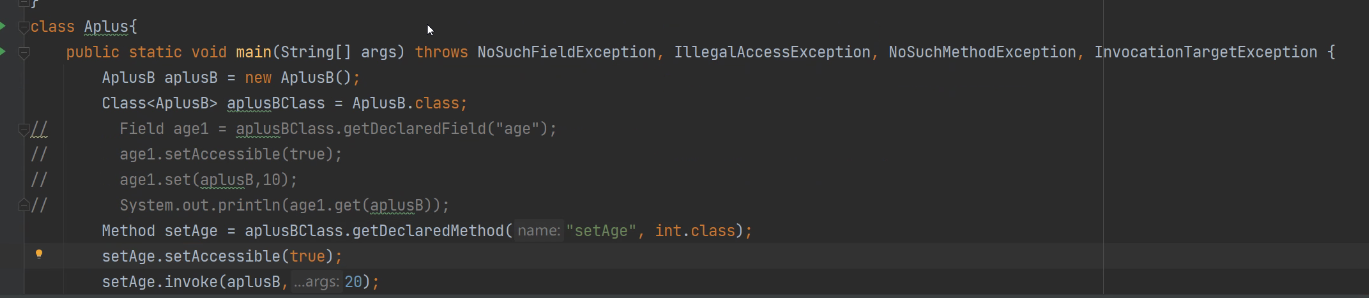 }
class Aplus{
public static void main(String[] args) throws NoSuchFieldException, IllegalAccessException, NoSuchMethodException, InvocationTargetException {
AplusB aplusB = new AplusB();
Class<AplusB> aplusBClass = AplusB.class;
// Field age1 = aplusBClass.getDeclaredField("age");
// age1.setAccessible(true);
// age1.set(aplusB,10);
// System.out.println(age1.get(aplusB));
Method setAge = aplusBClass.getDeclaredMethod( name: "setAge", int.class);
setAge.setAccessible(true);
setAge.invoke(aplusB, ...args: 20);